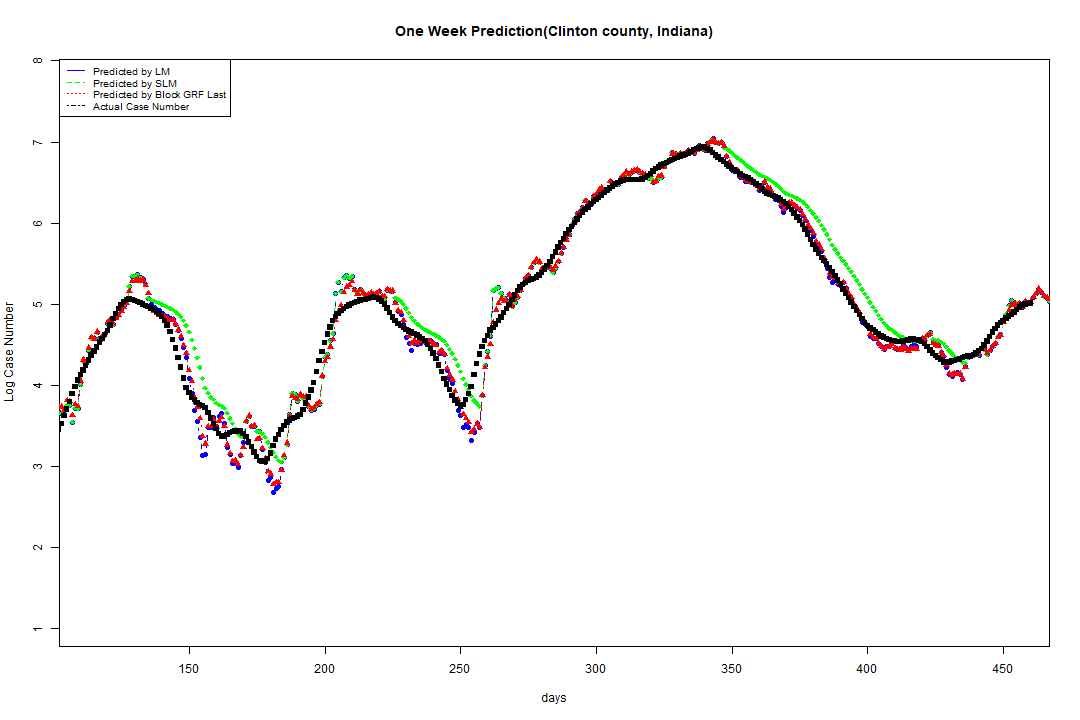 One Week Prediction(Clinton county, Indiana)
Predicted by LM
Predicted by SLM
Predicted by Block GRF Last
Actual Case Number
Log Case Number
8
7
6
5
4
3
2
1
150 200 250 300 350 400 450
days